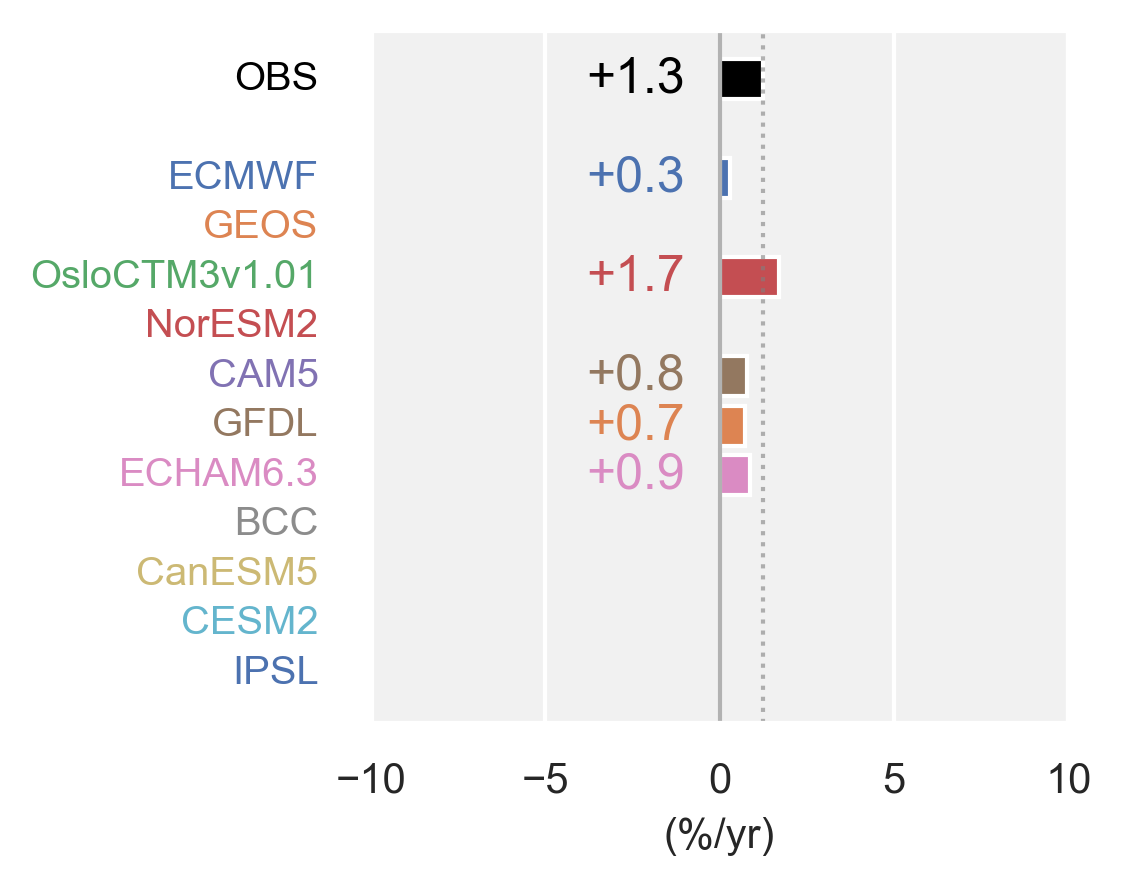 OBS +1.3
ECMWF +0.3
GEOS
OsloCTM3v1.01 +1.7
NorESM2
CAM5 +0.8
GFDL +0.7
ECHAM6.3 +0.9
BCC
CanESM5
CESM2
IPSL
−10 −5 0 5 10
(%/yr)